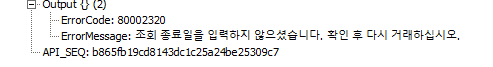 Output {} (2)
ErrorCode: 80002320
ErrorMessage: 조회 종료일을 입력하지 않으셨습니다. 확인 후 다시 거래하십시오.
API_SEQ: b865fb19cd8143dc1c25a24be25309c7